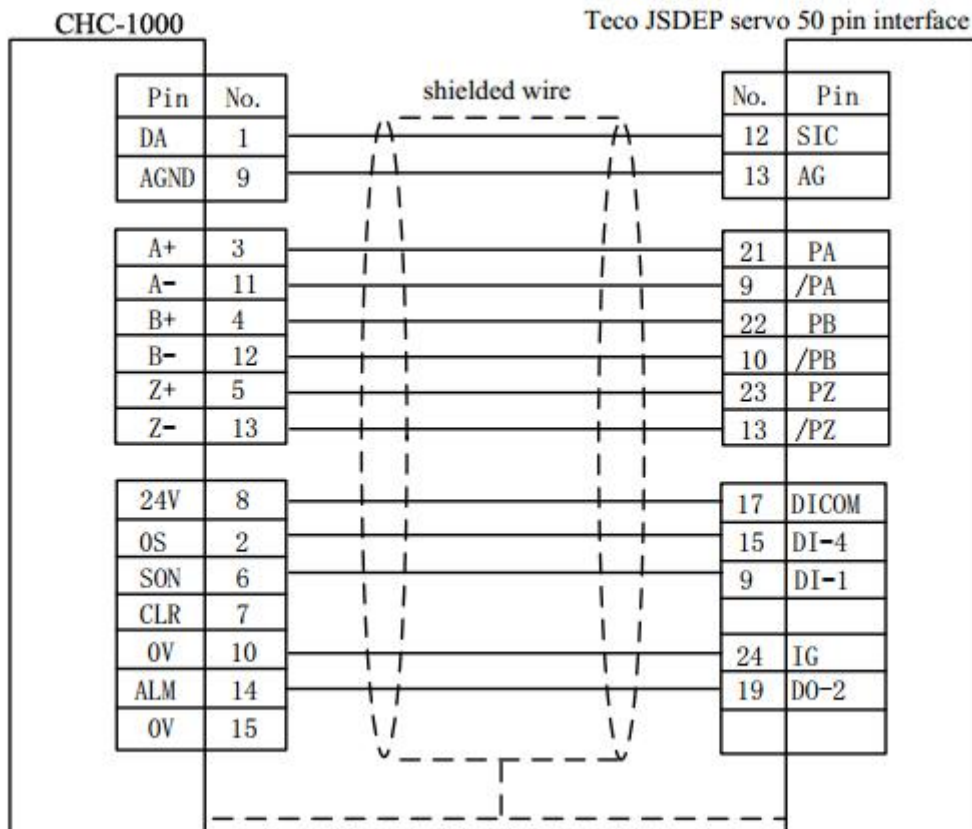 CHC-1000 Teco JSDEP servo 50 pin interface
shielded wire
Pin No. No. Pin
DA 1 12 SIC
AGND 9 13 AG
A+ 3 21 PA
A- 11 9 /PA
B+ 4 22 PB
B- 12 10 /PB
Z+ 5 23 PZ
Z- 13 13 /PZ
24V 8 17 DICOM
OS 2 15 DI-4
SON 6 9 DI-1
CLR 7
0V 10 24 IG
ALM 14 19 DO-2
0V 15